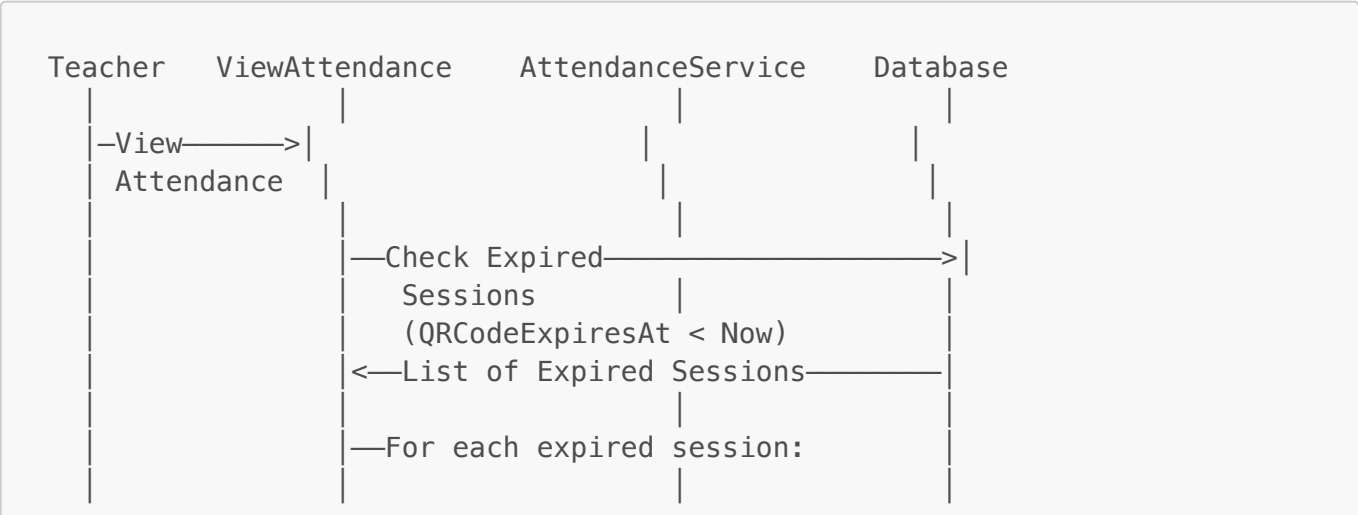 Teacher   ViewAttendance    AttendanceService    Database
  │              │                   │               │
  │─View──────>│                   │               │
  │ Attendance  │                   │               │
  │              │                   │               │
  │              │──Check Expired────────────────────>│
  │              │   Sessions        │               │
  │              │   (QRCodeExpiresAt < Now)         │
  │              │<──List of Expired Sessions────────│
  │              │                   │               │
  │              │──For each expired session:        │
  │              │                   │               │